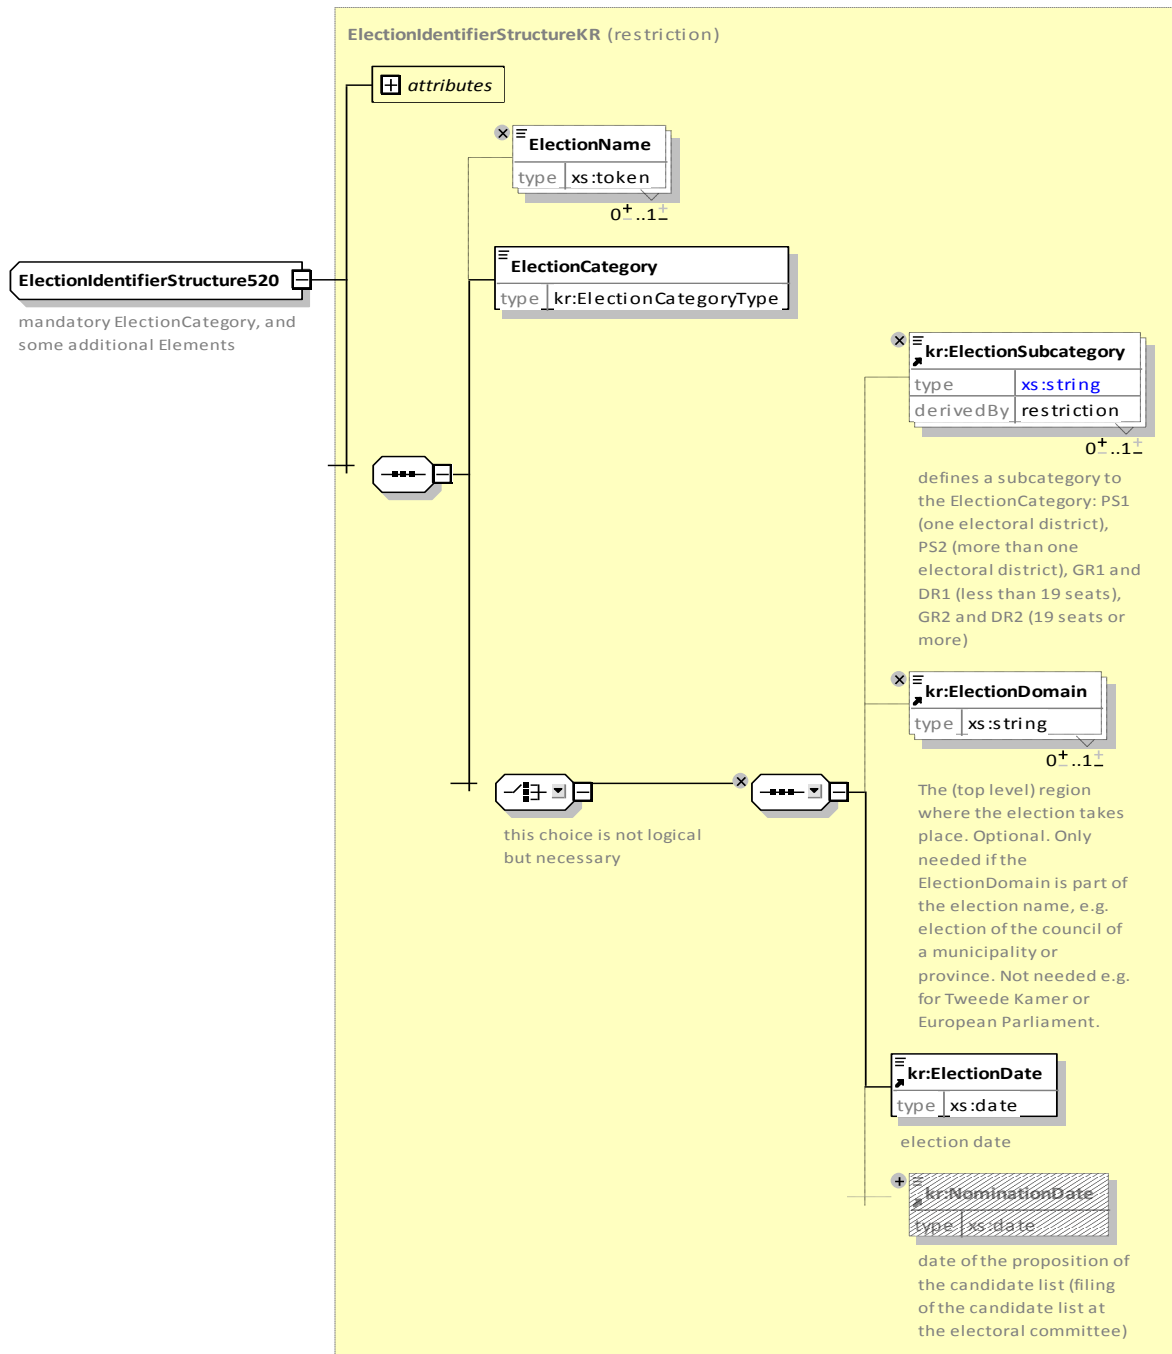 ElectionIdentifierStructureKR (restriction)
attributes
ElectionName
type xs:token
0..1
ElectionIdentifierStructure520
mandatory ElectionCategory, and
some additional Elements
ElectionCategory
type kr:ElectionCategoryType
kr:ElectionSubcategory
type xs:string
derivedBy restriction
0..1
defines a subcategory to
the ElectionCategory: PS1
(one electoral district),
PS2 (more than one
electoral district), GR1 and
DR1 (less than 19 seats),
GR2 and DR2 (19 seats or
more)
kr:ElectionDomain
type xs:string
0..1
The (top level) region
where the election takes
place. Optional. Only
needed if the
ElectionDomain is part of
the election name, e.g.
election of the council of
a municipality or
province. Not needed e.g.
for Tweede Kamer or
European Parliament.
this choice is not logical
but necessary
kr:ElectionDate
type xs:date
election date
kr:NominationDate
type xs:date
date of the proposition of
the candidate list (filing
of the candidate list at
the electoral committee)